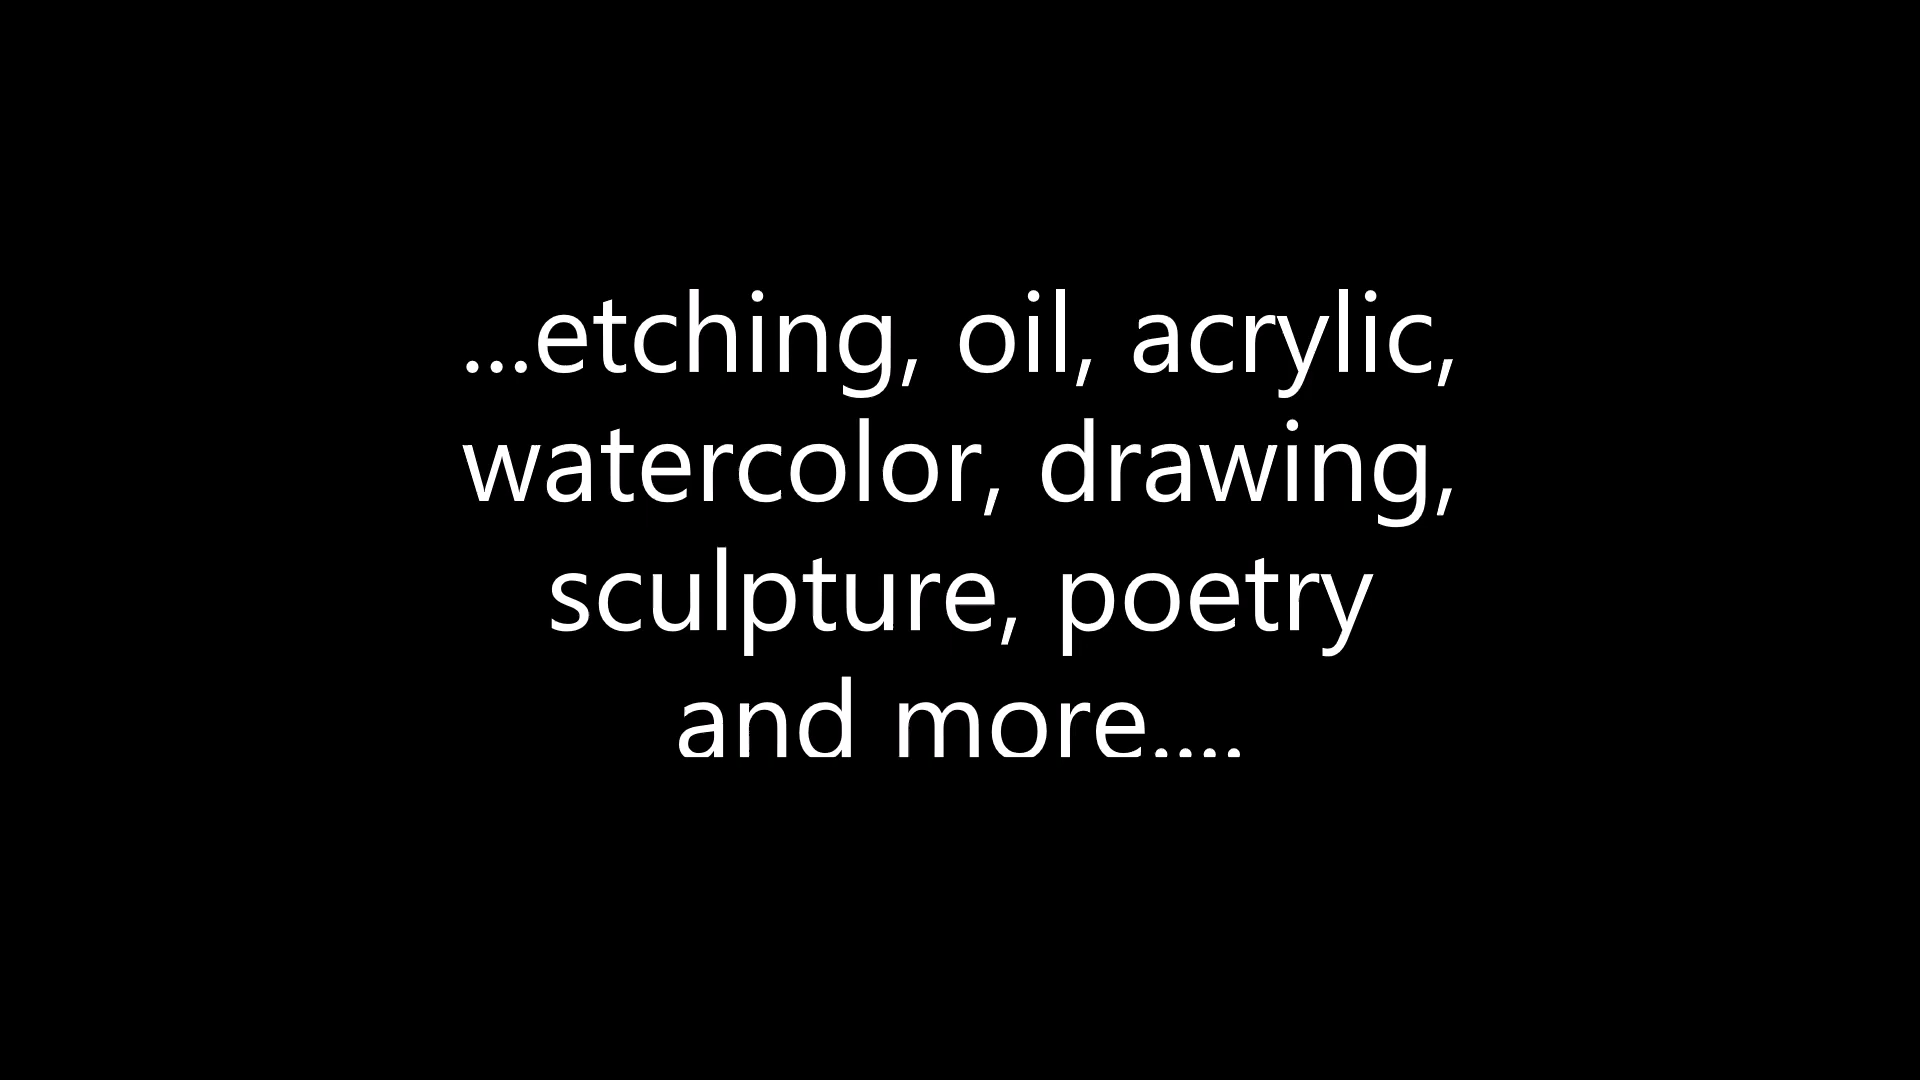 ...etching, oil, acrylic,
watercolor, drawing,
sculpture, poetry
and more....